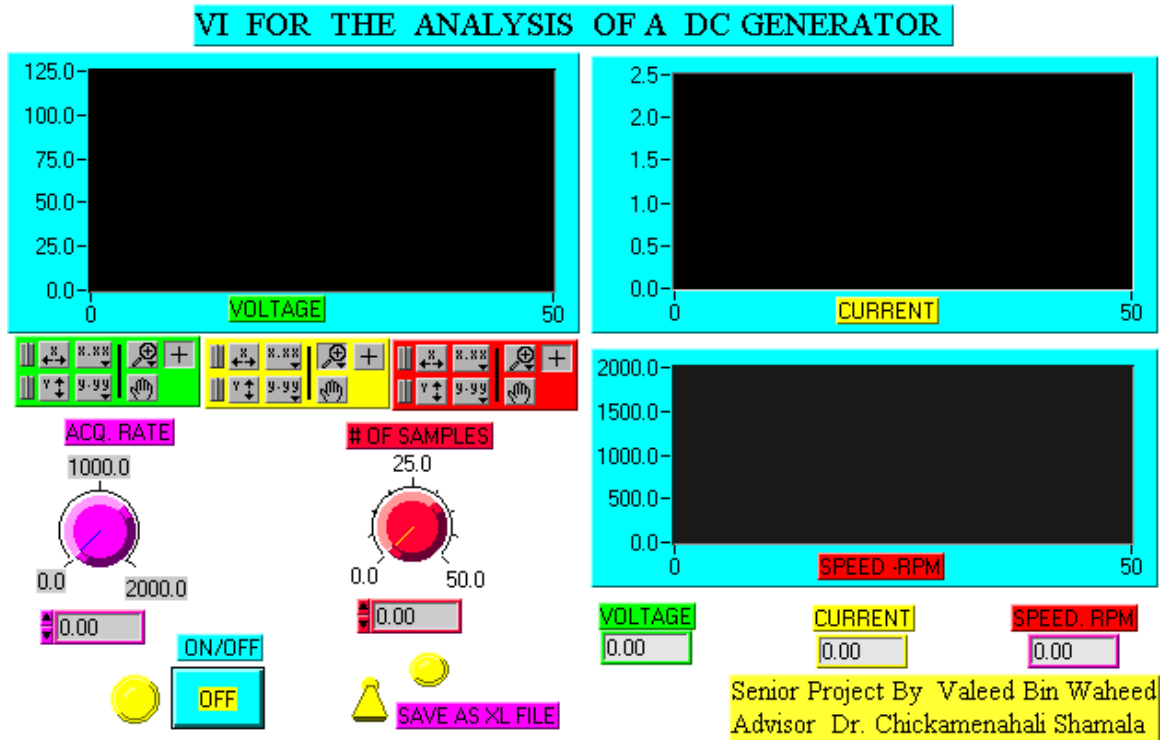 VI FOR THE ANALYSIS OF A DC GENERATOR
125.0
100.0
75.0
50.0
25.0
0.0
0
VOLTAGE
50
2.5
2.0
1.5
1.0
0.5
0.0
0
CURRENT
50
X X.XX
Y Y.YY
X X.XX
Y Y.YY
X X.XX
Y Y.YY
2000.0
1500.0
1000.0
500.0
0.0
0
SPEED -RPM
50
ACQ. RATE
1000.0
0.0
2000.0
0.00
# OF SAMPLES
25.0
0.0
50.0
0.00
VOLTAGE
0.00
CURRENT
0.00
SPEED. RPM
0.00
ON/OFF
OFF
SAVE AS XL FILE
Senior Project By Valeed Bin Waheed
Advisor Dr. Chickamenahali Shamala